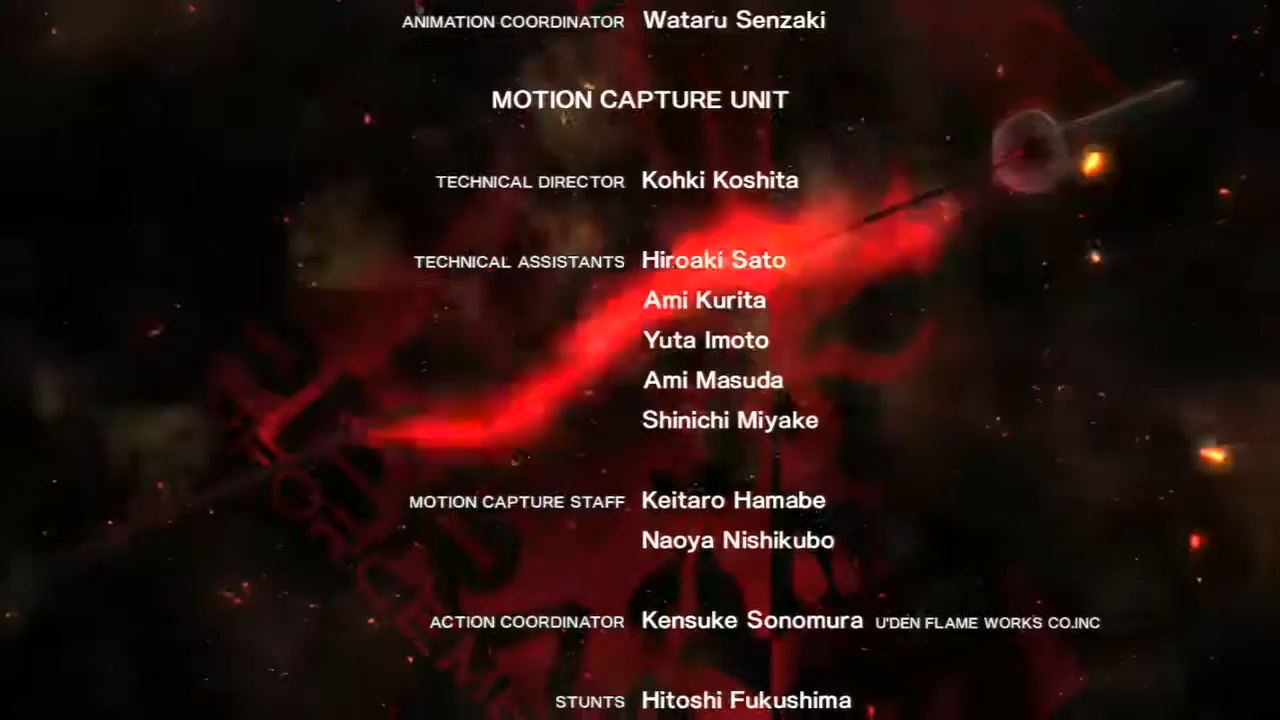 ANIMATION COORDINATOR Wataru Senzaki
MOTION CAPTURE UNIT
TECHNICAL DIRECTOR Kohki Koshita
TECHNICAL ASSISTANTS Hiroaki Sato
Ami Kurita
Yuta Imoto
Ami Masuda
Shinichi Miyake
MOTION CAPTURE STAFF Keitaro Hamabe
Naoya Nishikubo
ACTION COORDINATOR Kensuke Sonomura U'DEN FLAME WORKS CO.INC
STUNTS Hitoshi Fukushima